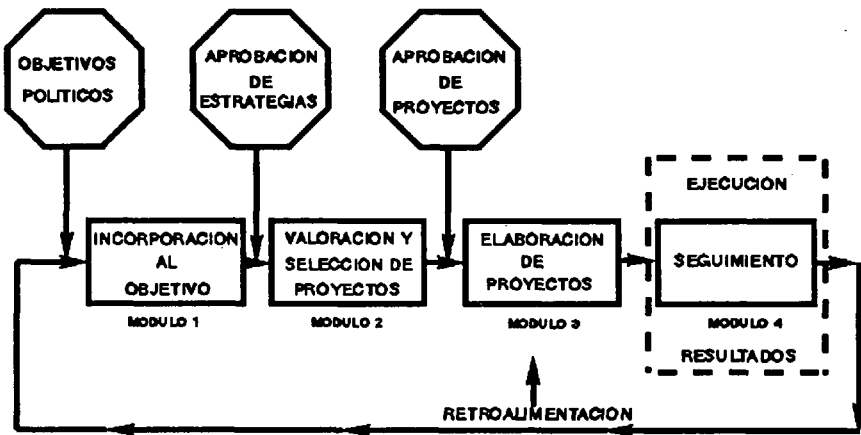 OBJETIVOS
POLITICOS
APROBACION
DE
ESTRATEGIAS
APROBACION
DE
PROYECTOS
INCORPORACION
AL
OBJETIVO
MODULO 1
VALORACION Y
SELECCION DE
PROYECTOS
MODULO 2
ELABORACION
DE
PROYECTOS
MODULO 3
EJECUCION
SEGUIMIENTO
MODULO 4
RESULTADOS
RETROALIMENTACION